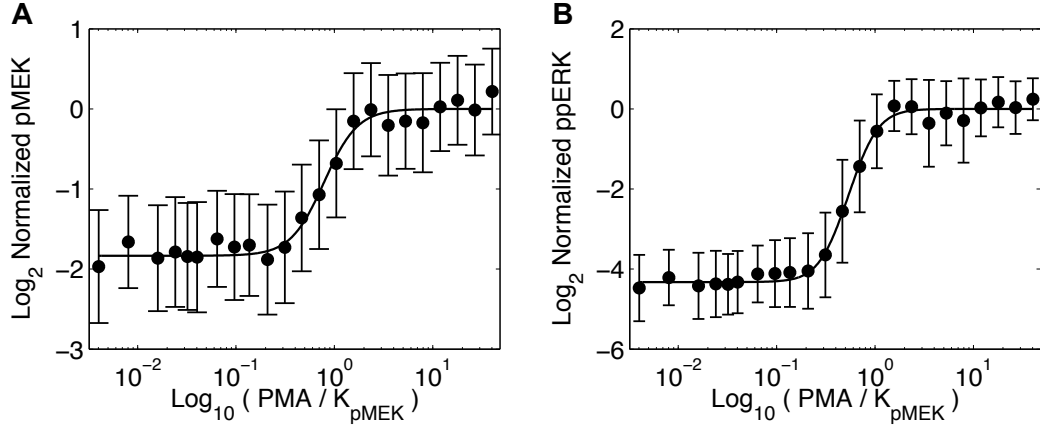 A
Log2 Normalized pMEK
1
0
−1
−2
−3
10^−2 10^−1 10^0 10^1
Log10 ( PMA / KpMEK )
B
Log2 Normalized ppERK
2
0
−2
−4
−6
10^−2 10^−1 10^0 10^1
Log10 ( PMA / KpMEK )